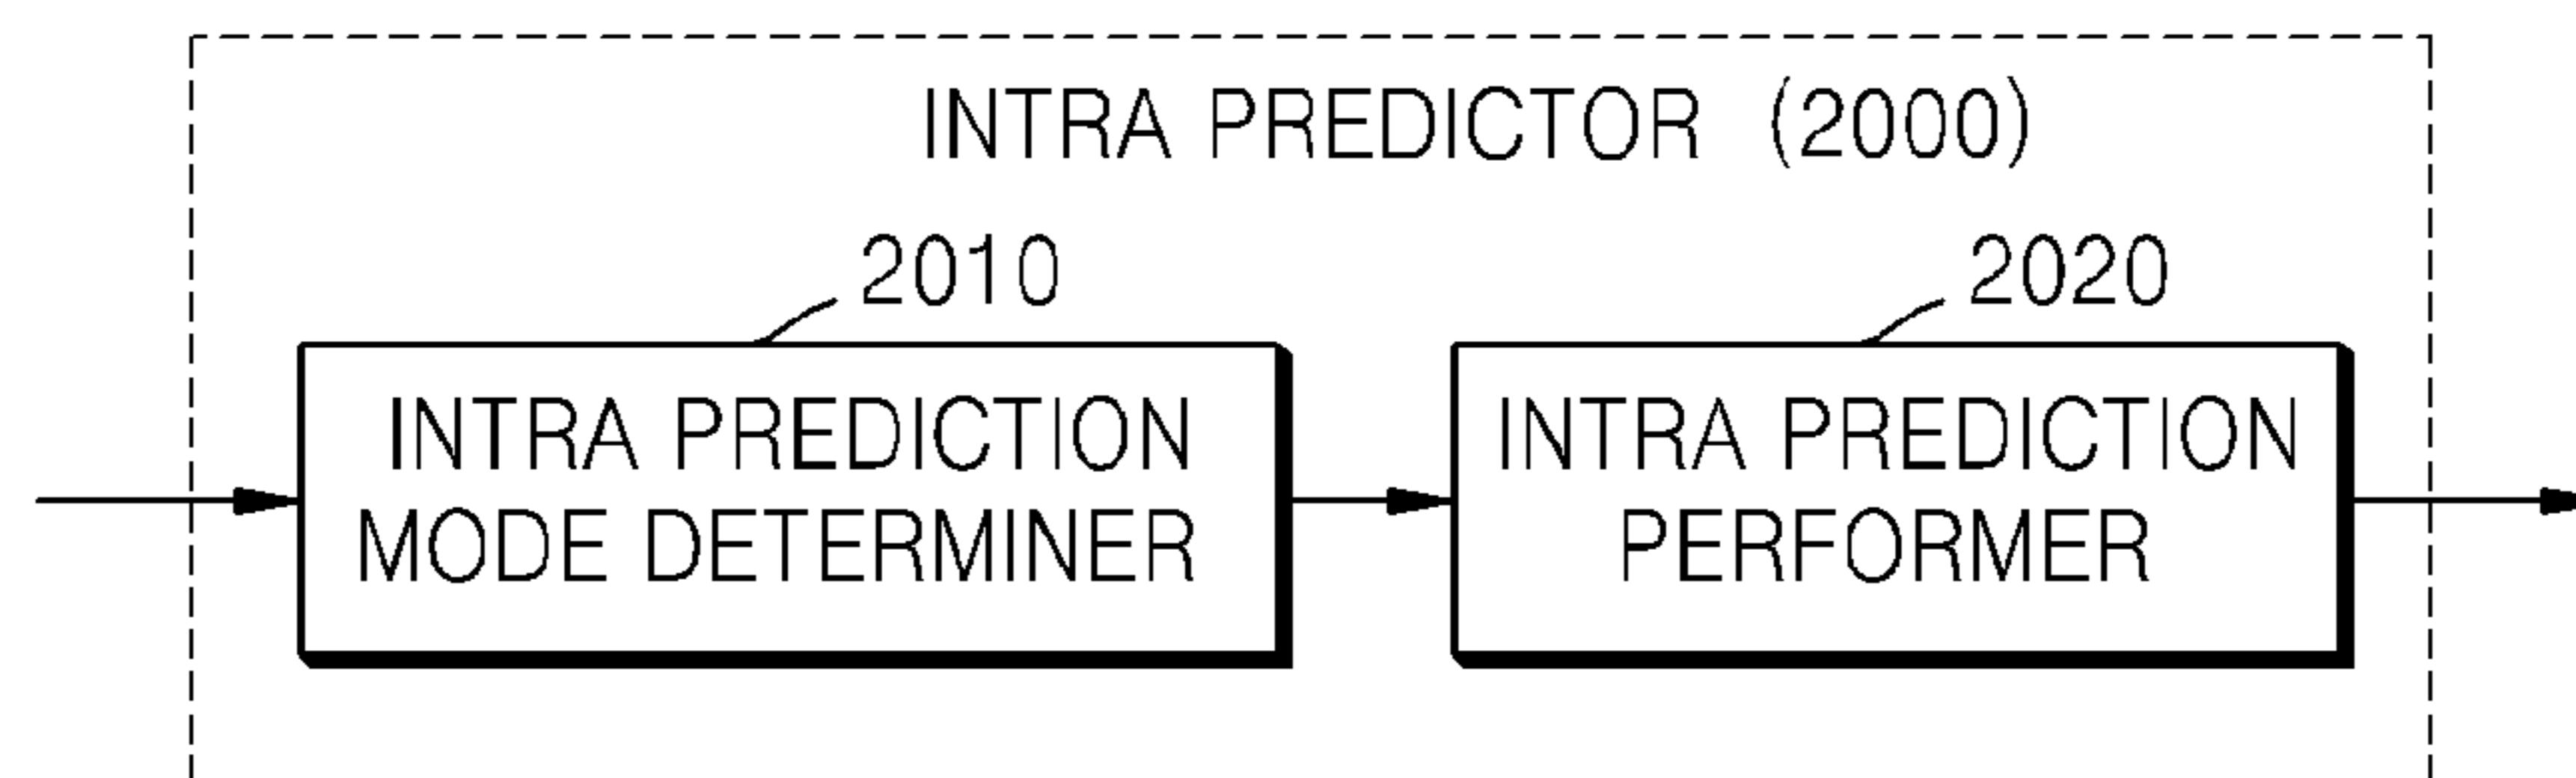 INTRA PREDICTOR (2000)
2010
2020
INTRA PREDICTION
MODE DETERMINER
INTRA PREDICTION
PERFORMER